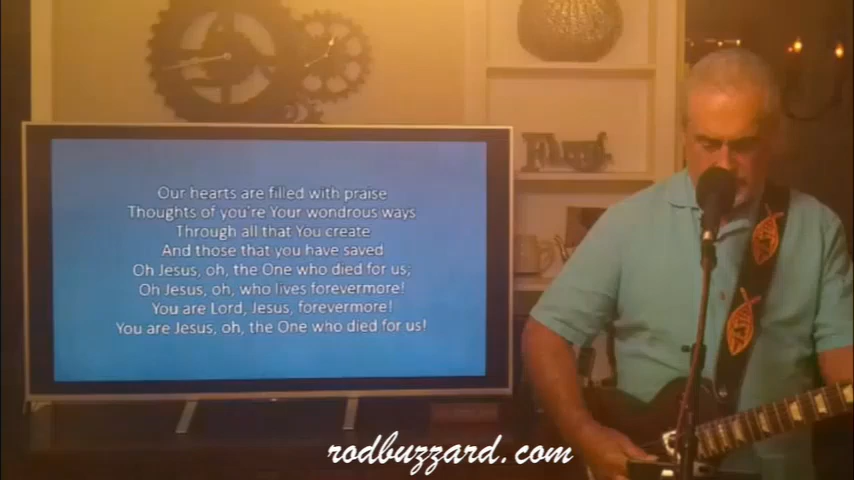 Our hearts are filled with praise
Thoughts of you're Your wondrous ways
Through all that You create
And those that you have saved
Oh Jesus, oh, the One who died for us;
Oh Jesus, oh, who lives forevermore!
You are Lord, Jesus, forevermore!
You are Jesus, oh, the One who died for us!
rodbuzzard.com